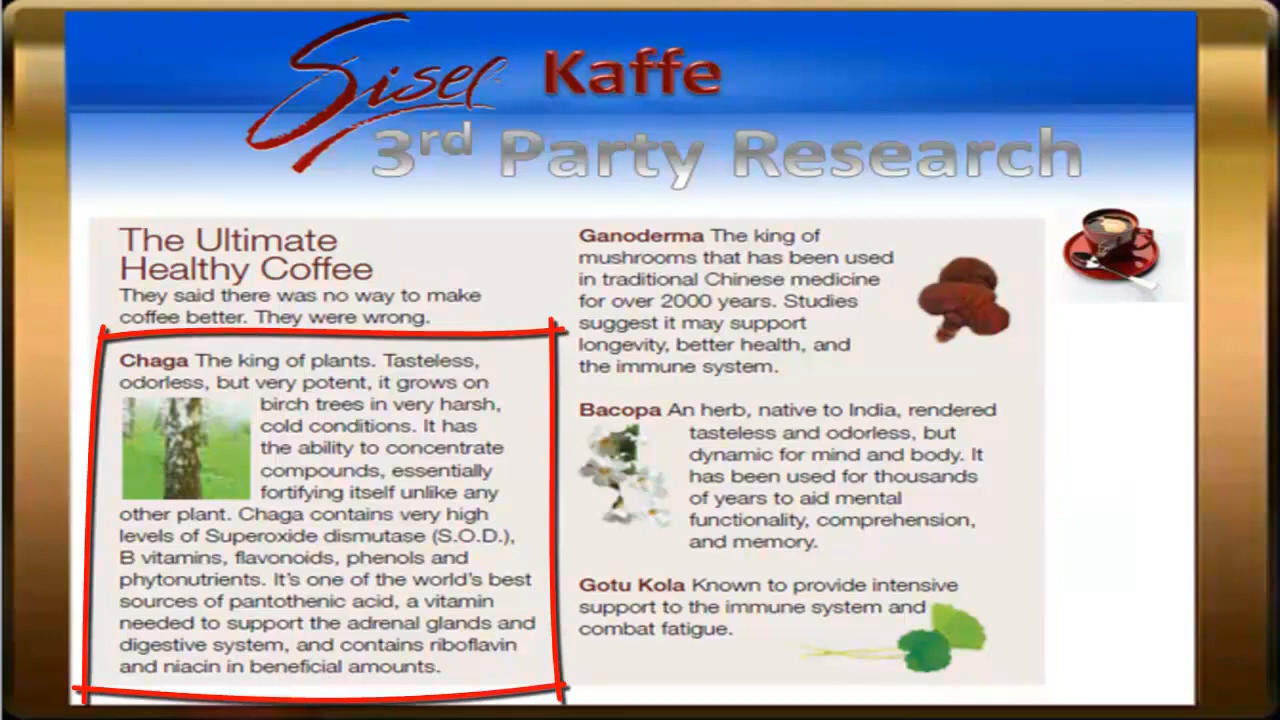 Sisel Kaffe
3rd Party Research
The Ultimate
Healthy Coffee
They said there was no way to make
coffee better. They were wrong.
Chaga The king of plants. Tasteless,
odorless, but very potent, it grows on
birch trees in very harsh,
cold conditions. It has
the ability to concentrate
compounds, essentially
fortifying itself unlike any
other plant. Chaga contains very high
levels of Superoxide dismutase (S.O.D.),
B vitamins, flavonoids, phenols and
phytonutrients. It's one of the world's best
sources of pantothenic acid, a vitamin
needed to support the adrenal glands and
digestive system, and contains riboflavin
and niacin in beneficial amounts.
Ganoderma The king of
mushrooms that has been used
in traditional Chinese medicine
for over 2000 years. Studies
suggest it may support
longevity, better health, and
the immune system.
Bacopa An herb, native to India, rendered
tasteless and odorless, but
dynamic for mind and body. It
has been used for thousands
of years to aid mental
functionality, comprehension,
and memory.
Gotu Kola Known to provide intensive
support to the immune system and
combat fatigue.